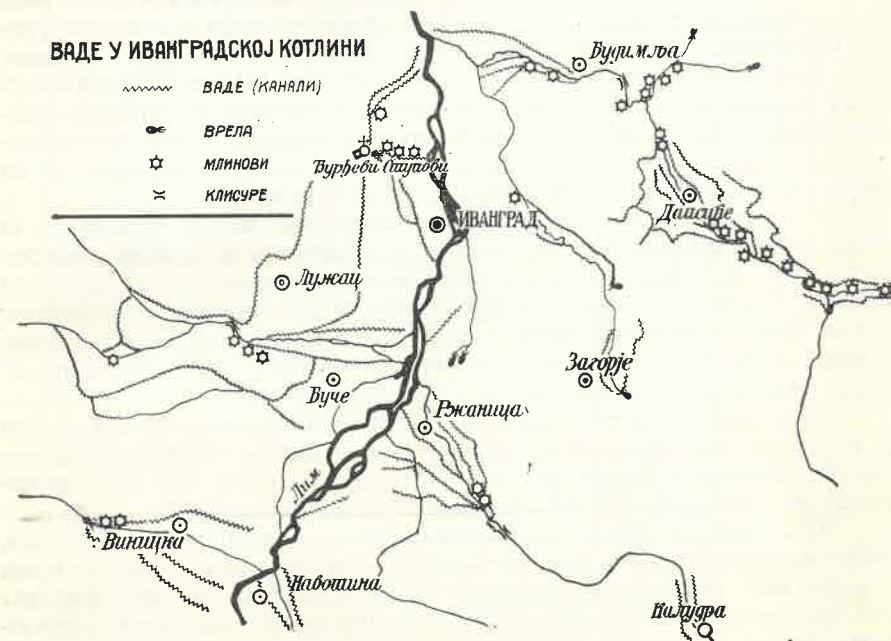 ВАДЕ У ИВАНГРАДСКОЈ КОТЛИНИ
ВАДЕ (КАНАЛИ)
ВРЕЛА
МЛИНОВИ
КЛИСУРЕ
Будимља
Ђурђеви Ступови
ИВАНГРАД
Дапсиће
Лужац
Загорје
Буче
Ржаница
Лим
Виницка
Навотина
Калудра